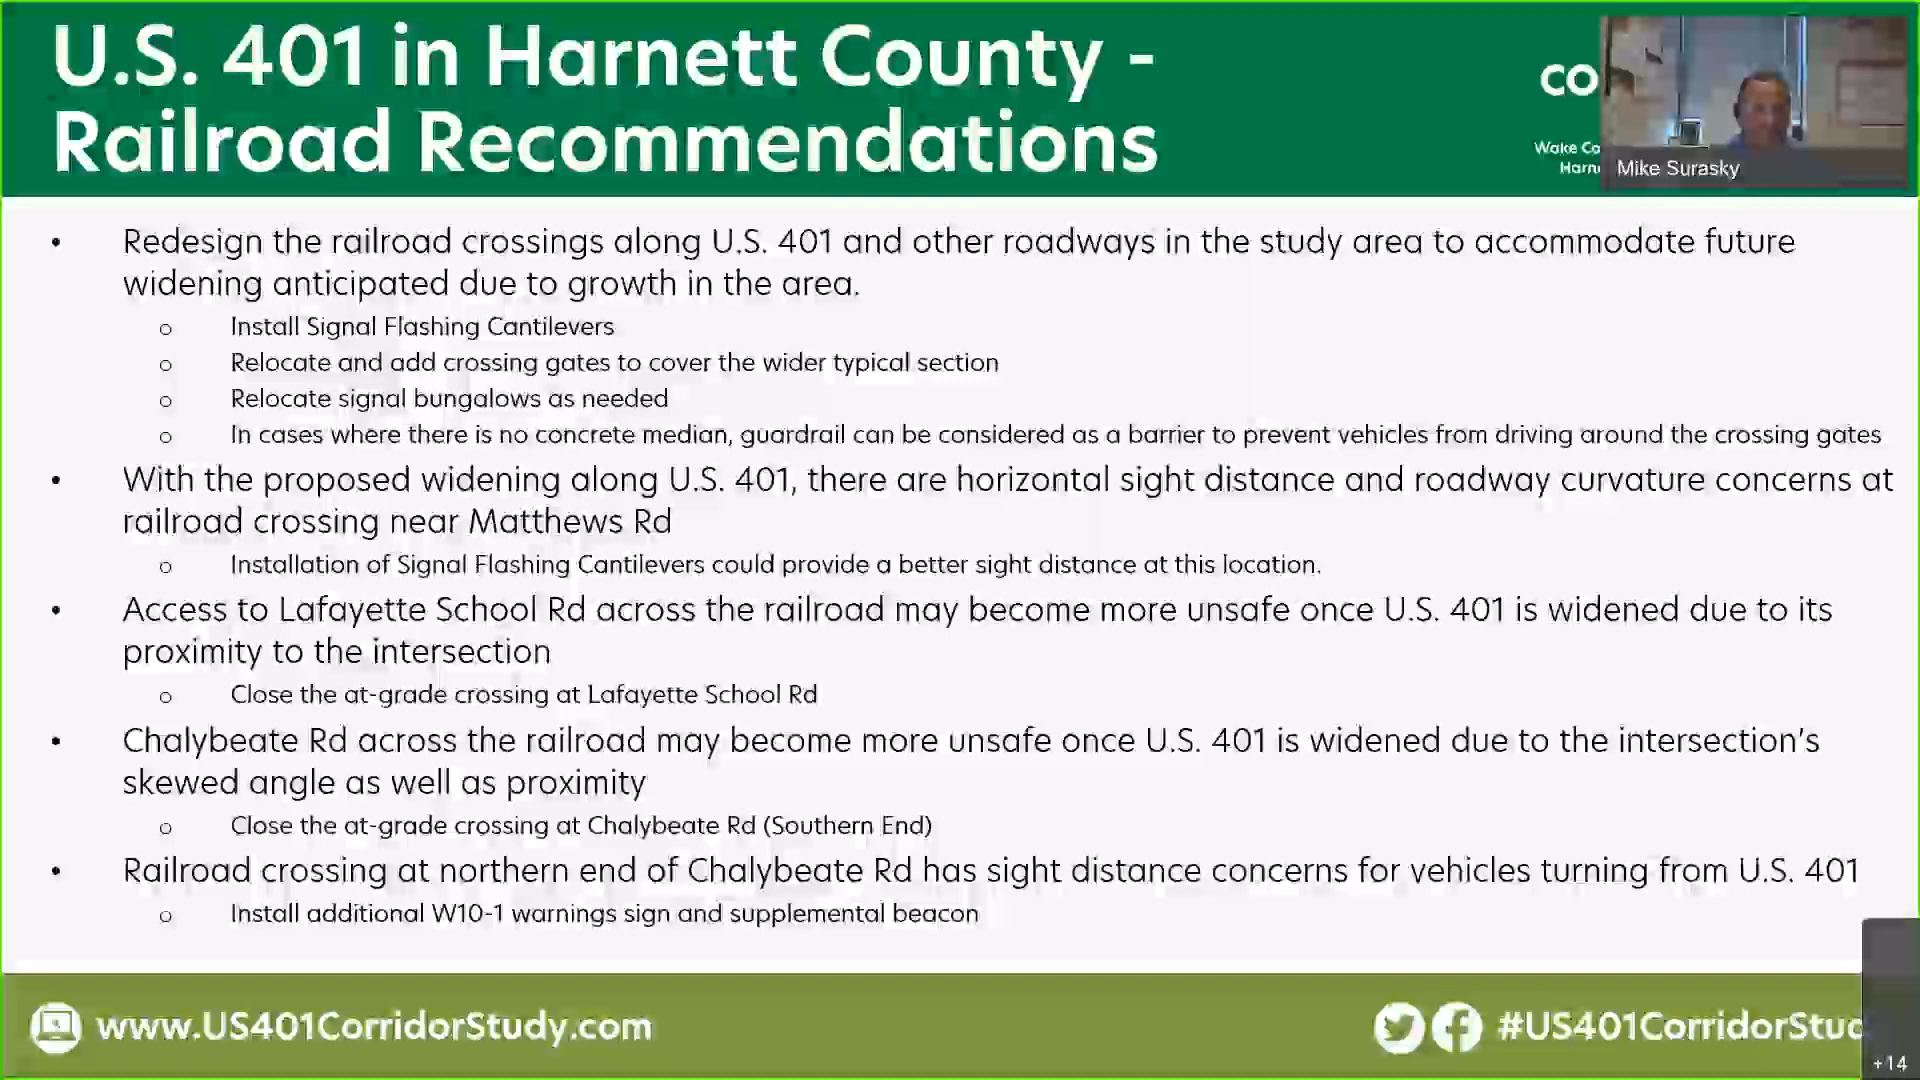 U.S. 401 in Harnett County -
Railroad Recommendations
CO
Wake Co
Harn
Mike Surasky
• Redesign the railroad crossings along U.S. 401 and other roadways in the study area to accommodate future
widening anticipated due to growth in the area.
o Install Signal Flashing Cantilevers
o Relocate and add crossing gates to cover the wider typical section
o Relocate signal bungalows as needed
o In cases where there is no concrete median, guardrail can be considered as a barrier to prevent vehicles from driving around the crossing gates
• With the proposed widening along U.S. 401, there are horizontal sight distance and roadway curvature concerns at
railroad crossing near Matthews Rd
o Installation of Signal Flashing Cantilevers could provide a better sight distance at this location.
• Access to Lafayette School Rd across the railroad may become more unsafe once U.S. 401 is widened due to its
proximity to the intersection
o Close the at-grade crossing at Lafayette School Rd
• Chalybeate Rd across the railroad may become more unsafe once U.S. 401 is widened due to the intersection's
skewed angle as well as proximity
o Close the at-grade crossing at Chalybeate Rd (Southern End)
• Railroad crossing at northern end of Chalybeate Rd has sight distance concerns for vehicles turning from U.S. 401
o Install additional W10-1 warnings sign and supplemental beacon
www.US401CorridorStudy.com
#US401CorridorStud
+14